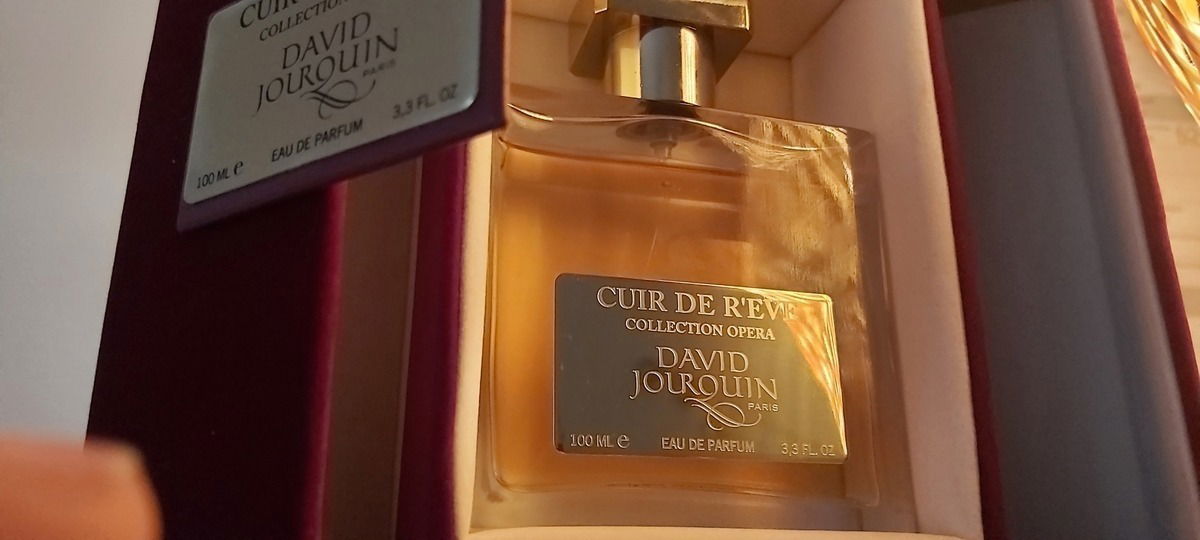 CUIR
COLLECTION
DAVID
JOURQUIN
PARIS
100 ML e
EAU DE PARFUM
3,3 FL. OZ
CUIR DE R'EVE
COLLECTION OPERA
DAVID
JOURQUIN
PARIS
100 ML e
EAU DE PARFUM
3,3 FL. OZ